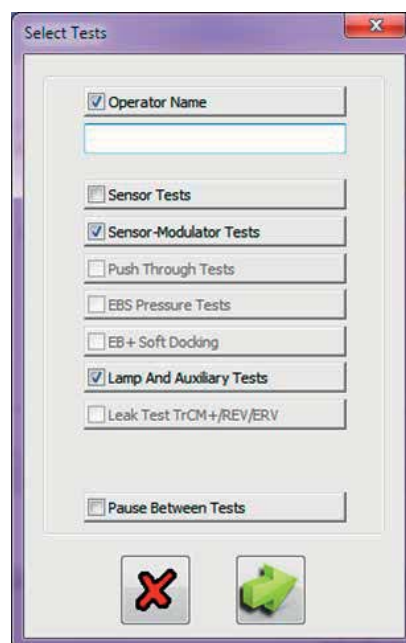 Select Tests
Operator Name
Sensor Tests
Sensor-Modulator Tests
Push Through Tests
EBS Pressure Tests
EB+ Soft Docking
Lamp And Auxiliary Tests
Leak Test TrCM+/REV/ERV
Pause Between Tests